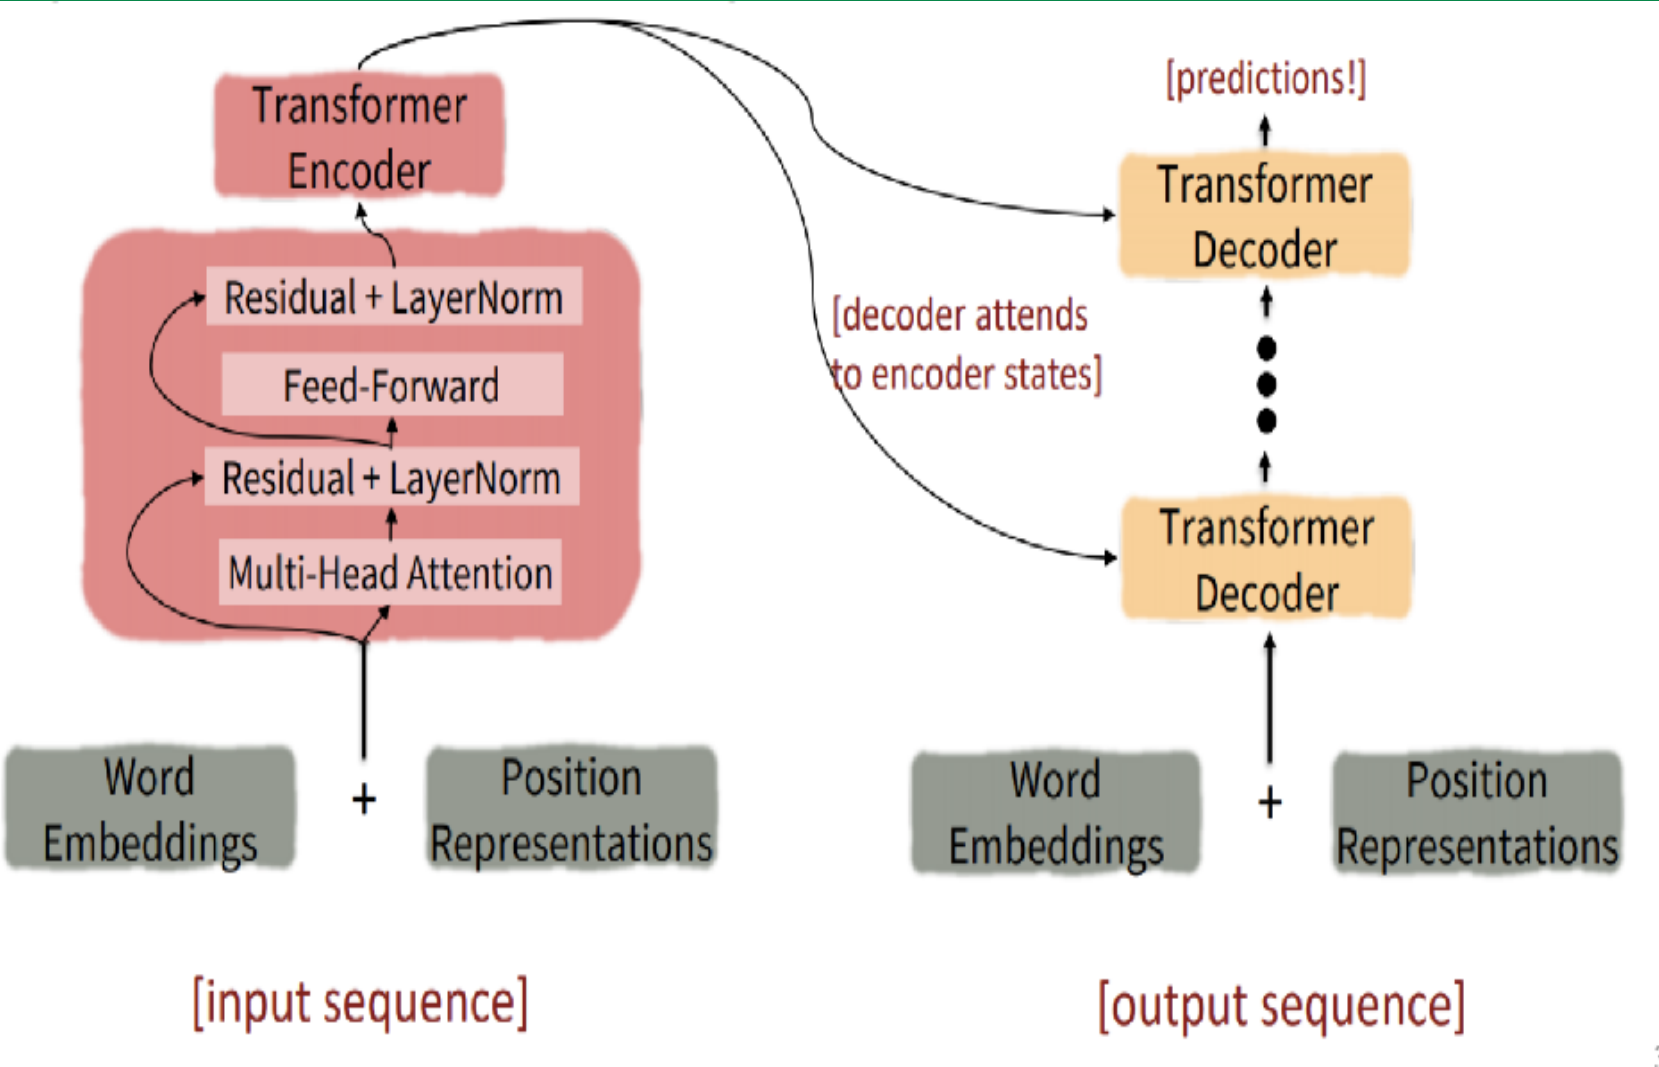 Transformer
Encoder
Residual + LayerNorm
Feed-Forward
Residual + LayerNorm
Multi-Head Attention
Word
Embeddings
+
Position
Representations
[input sequence]
[decoder attends
to encoder states]
[predictions!]
Transformer
Decoder
Transformer
Decoder
Word
Embeddings
+
Position
Representations
[output sequence]